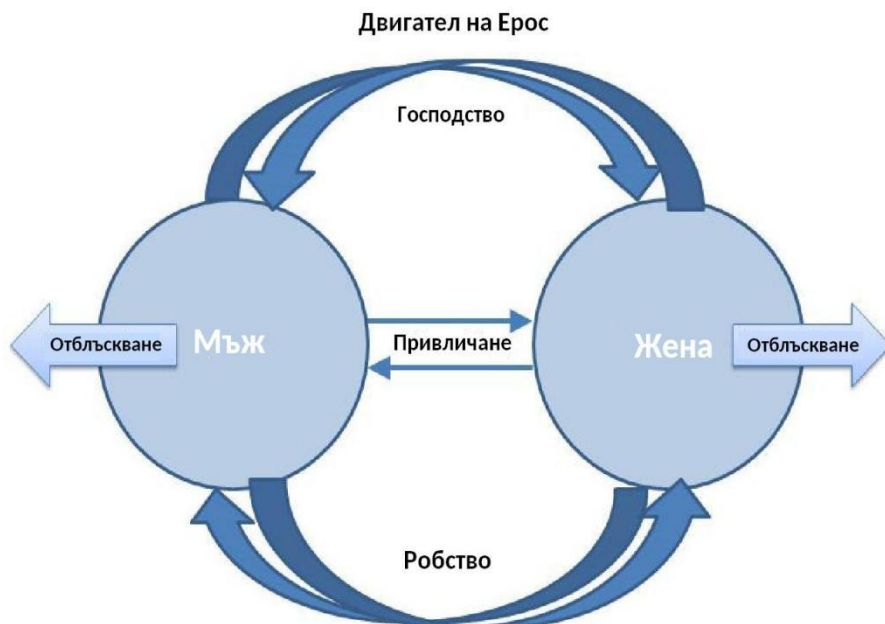 Двигател на Ерос
Господство
Отблъскване
Мъж
Привличане
Жена
Отблъскване
Робство